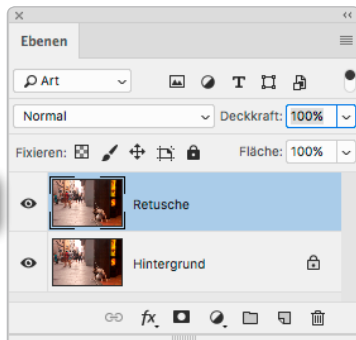 Ebenen
Art
Normal Deckkraft: 100%
Fixieren: Fläche: 100%
Retusche
Hintergrund
fx